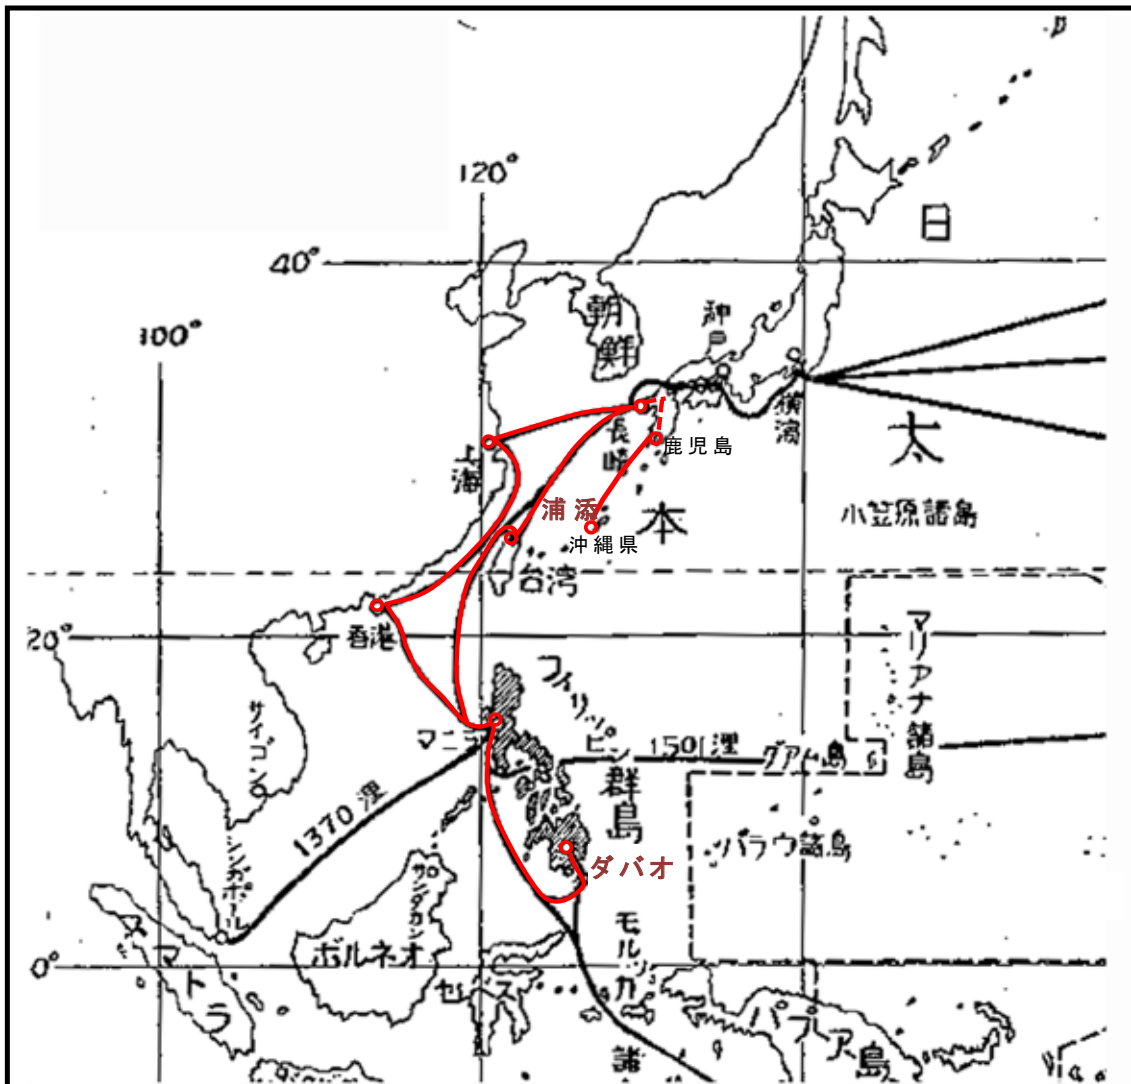 120°
日
40°
朝鮮
神戸
100°
横濱
太
長崎
鹿児島
上海
浦添
本
小笠原諸島
沖縄県
台湾
20°
香港
マリアナ諸島
フィリッピン群島
サイゴン
マニラ
1501浬
グアム島
1370浬
パラウ諸島
ダバオ
シンガポール
サンダカン
スマトラ
ボルネオ
モルッカ諸
0°
セレベス
パプア島